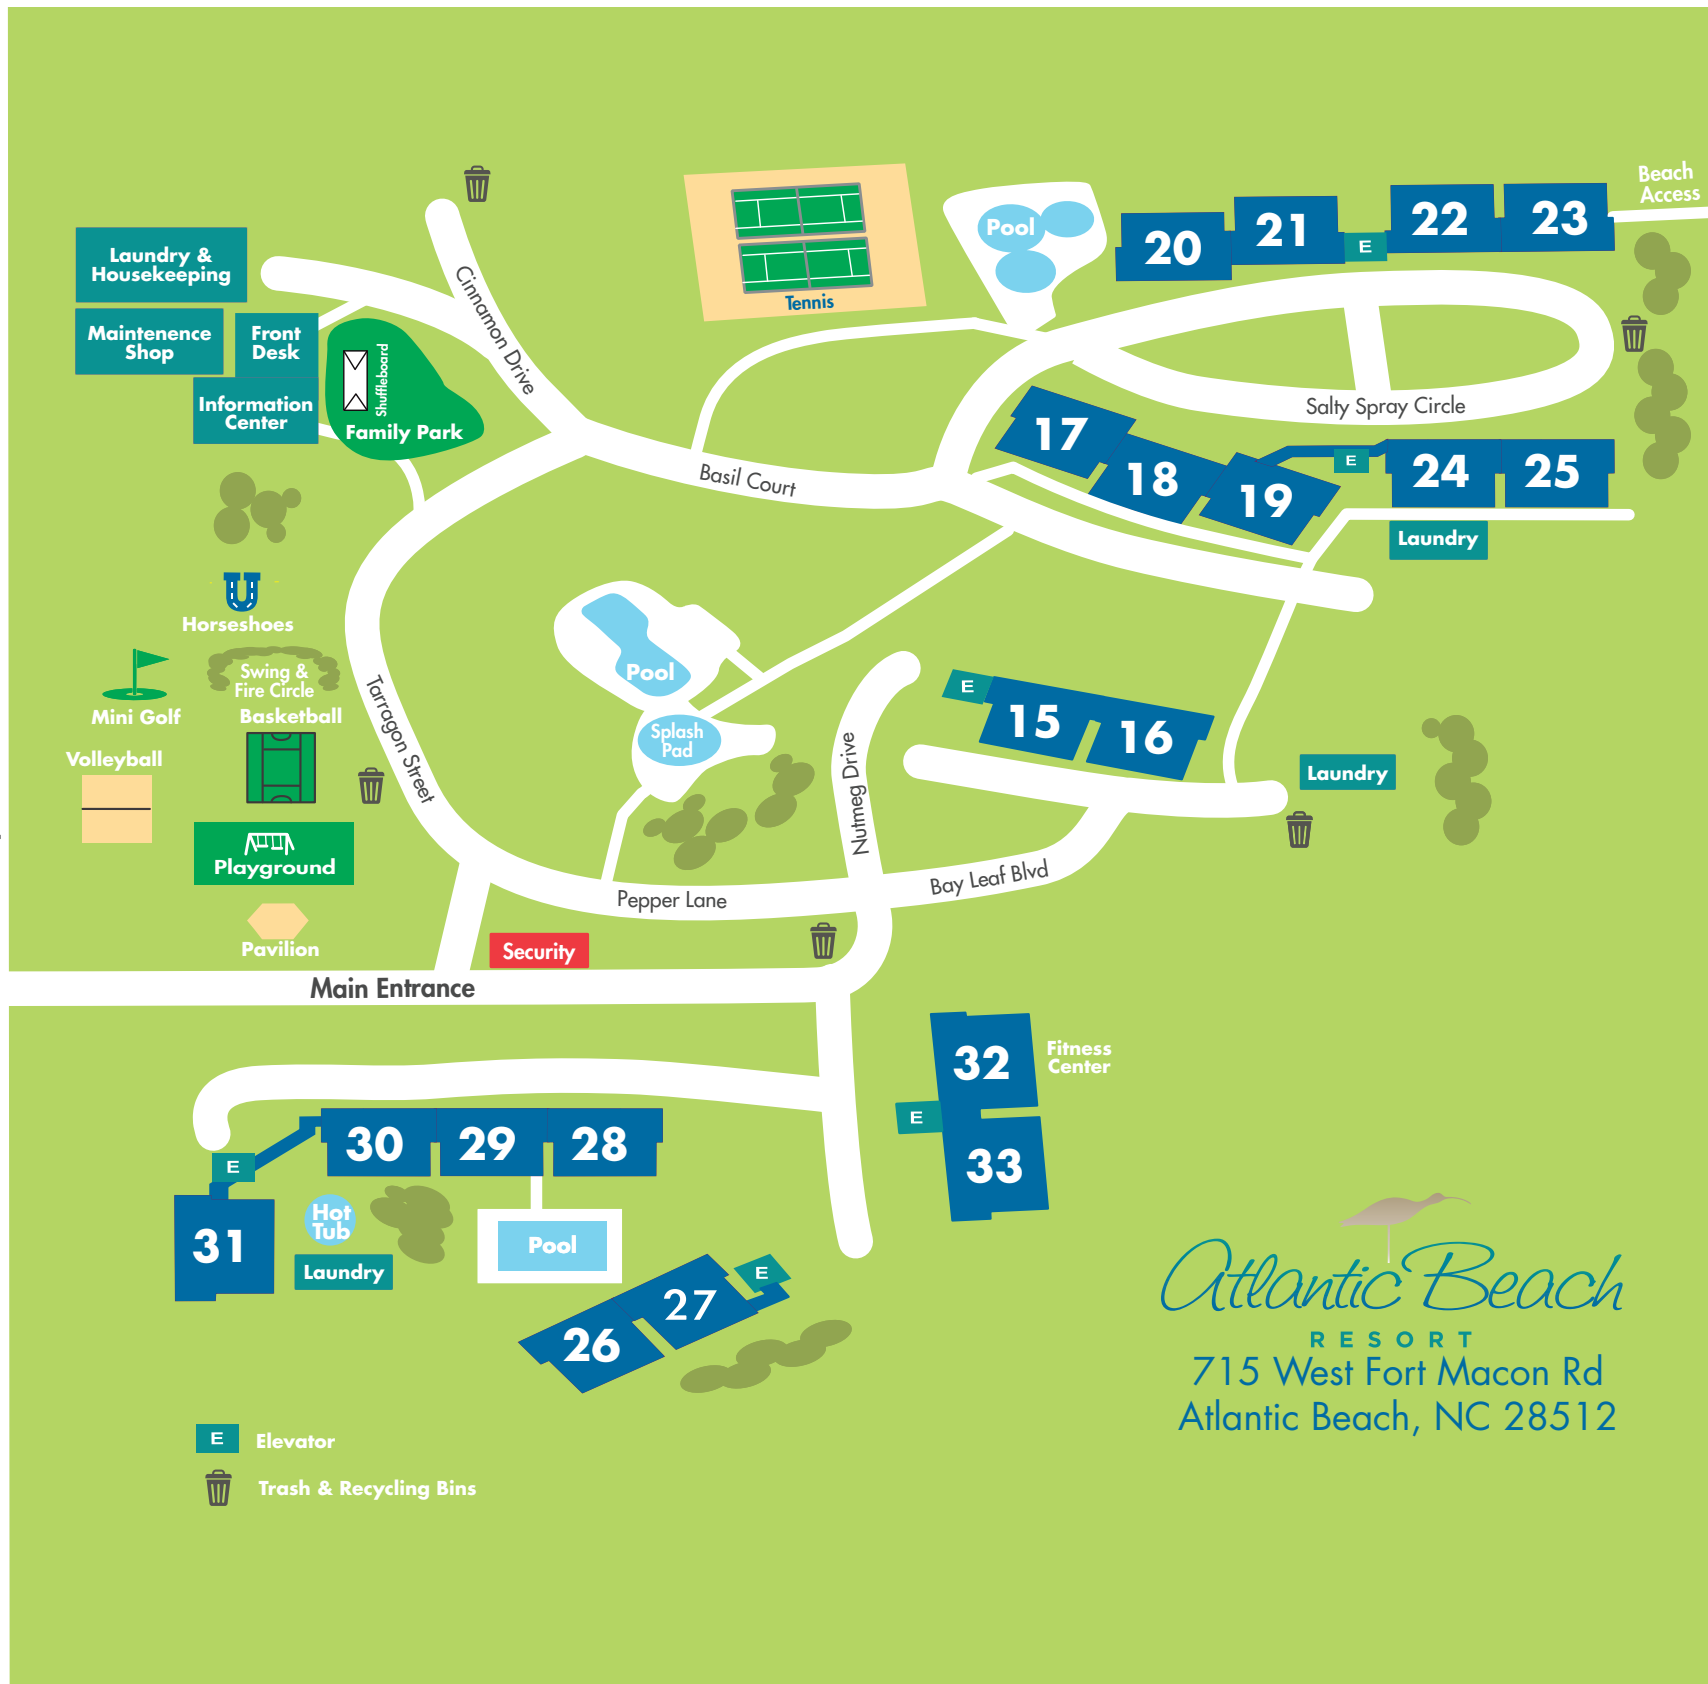 Beach
Access
Laundry &
Housekeeping
Pool
20
21
E
22
23
Cinnamon Drive
Tennis
Maintenence
Shop
Front
Desk
Shuffleboard
Information
Center
Family Park
Salty Spray Circle
17
18
19
E
24
25
Basil Court
Laundry
Horseshoes
Swing &
Fire Circle
Mini Golf
Basketball
Volleyball
Tarragon Street
Pool
Splash
Pad
Nutmeg Drive
E
15
16
Laundry
Playground
Pepper Lane
Bay Leaf Blvd
Pavilion
Security
Main Entrance
32
Fitness
Center
E
33
30
29
28
E
31
Hot
Tub
Laundry
Pool
E
27
26
Atlantic Beach
RESORT
715 West Fort Macon Rd
Atlantic Beach, NC 28512
E
Elevator
Trash & Recycling Bins